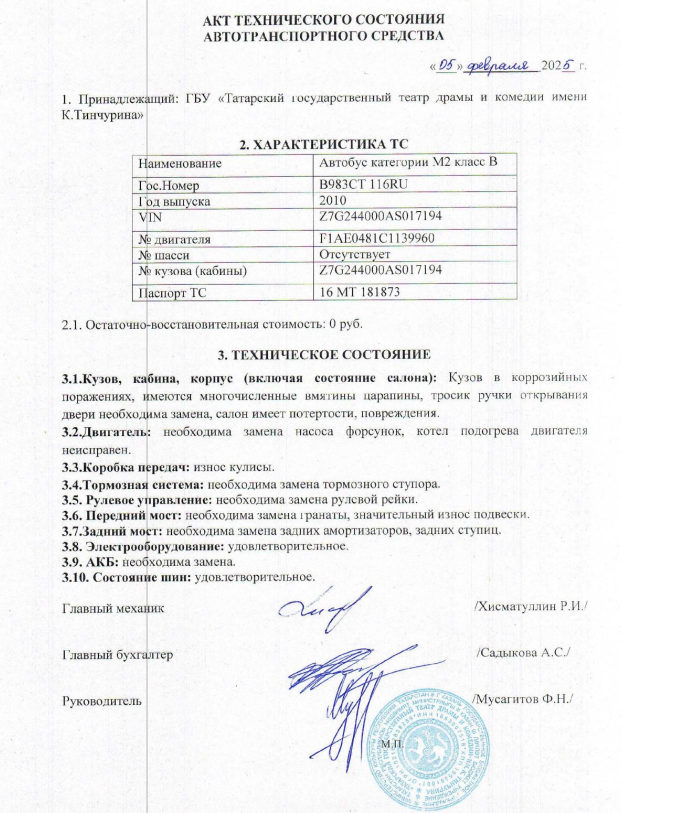 АКТ ТЕХНИЧЕСКОГО СОСТОЯНИЯ
АВТОТРАНСПОРТНОГО СРЕДСТВА
«05» февраля 2025 г.
1. Принадлежащий: ГБУ «Татарский государственный театр драмы и комедии имени
К.Тинчурина»
2. ХАРАКТЕРИСТИКА ТС
Наименование Автобус категории М2 класс В
Гос.Номер В983СТ 116RU
Год выпуска 2010
VIN Z7G244000AS017194
№ двигателя F1AE0481C1139960
№ шасси Отсутствует
№ кузова (кабины) Z7G244000AS017194
Паспорт ТС 16 МТ 181873
2.1. Остаточно-восстановительная стоимость: 0 руб.
3. ТЕХНИЧЕСКОЕ СОСТОЯНИЕ
3.1.Кузов, кабина, корпус (включая состояние салона): Кузов в коррозийных
поражениях, имеются многочисленные вмятины царапины, тросик ручки открывания
двери необходима замена, салон имеет потертости, повреждения.
3.2.Двигатель: необходима замена насоса форсунок, котел подогрева двигателя
неисправен.
3.3.Коробка передач: износ кулисы.
3.4.Тормозная система: необходима замена тормозного ступора.
3.5. Рулевое управление: необходима замена рулевой рейки.
3.6. Передний мост: необходима замена гранаты, значительный износ подвески.
3.7.Задний мост: необходима замена задних амортизаторов, задних ступиц.
3.8. Электрооборудование: удовлетворительное.
3.9. АКБ: необходима замена.
3.10. Состояние шин: удовлетворительное.
Главный механик /Хисматуллин Р.И./
Главный бухгалтер /Садыкова А.С./
Руководитель /Мусагитов Ф.Н./
М.П.